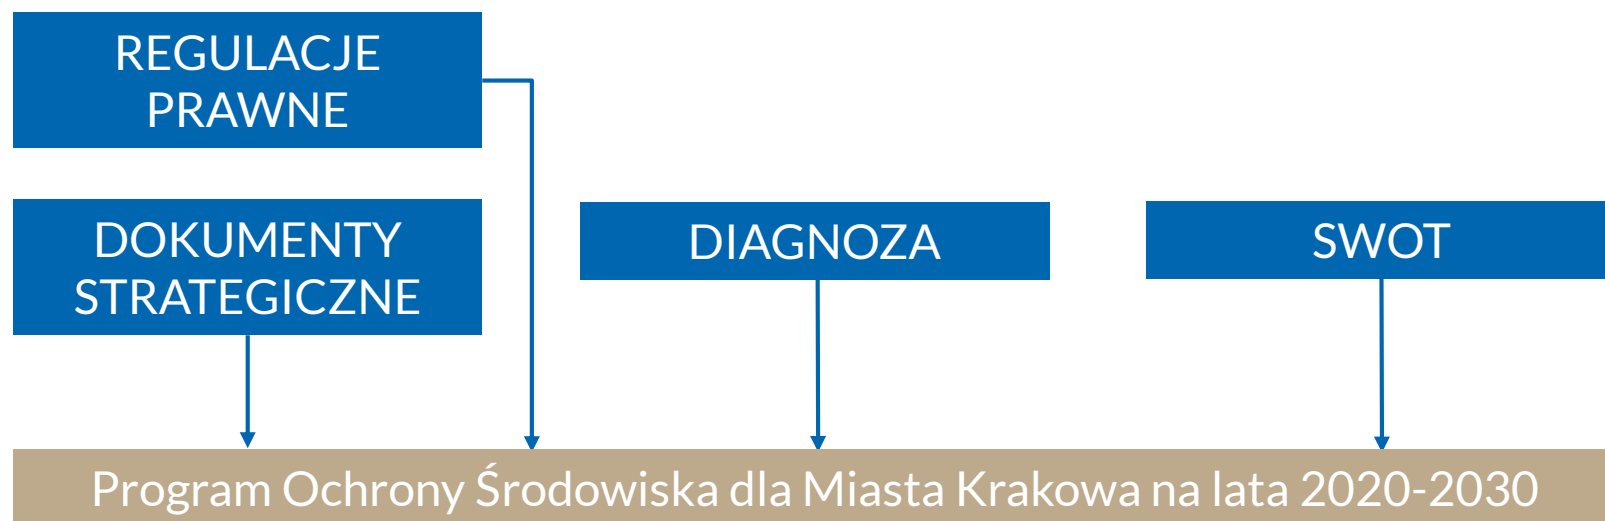 REGULACJE
PRAWNE
DOKUMENTY
STRATEGICZNE
DIAGNOZA
SWOT
Program Ochrony Środowiska dla Miasta Krakowa na lata 2020-2030